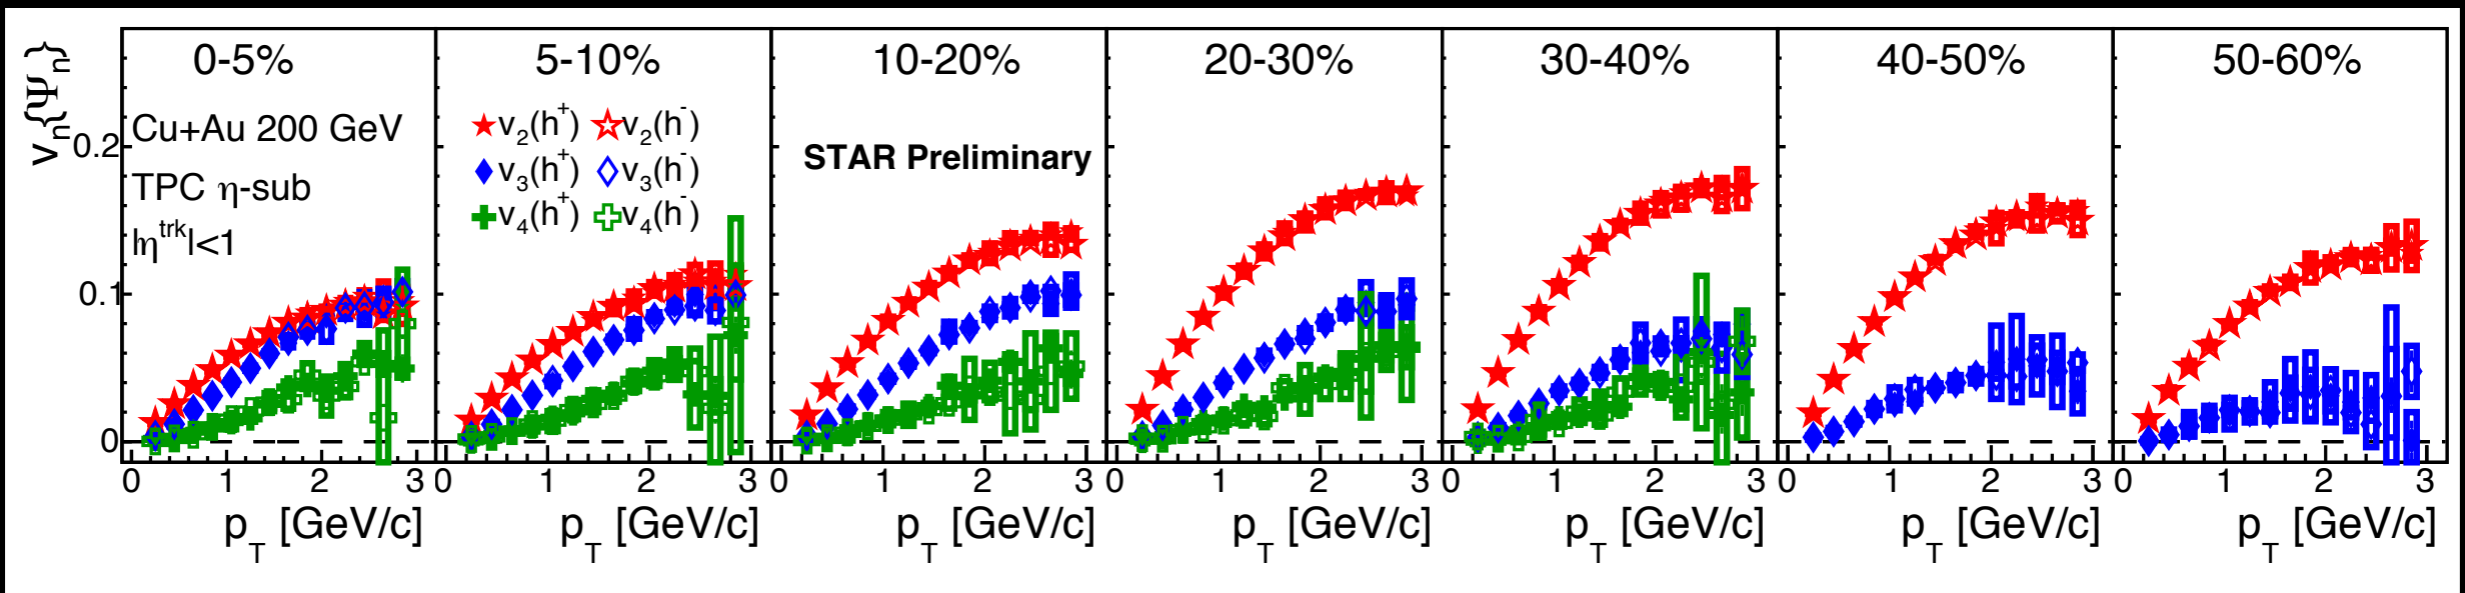 0-5% 5-10% 10-20% 20-30% 30-40% 40-50% 50-60%
v_n{Ψ_n}
Cu+Au 200 GeV
TPC η-sub
|η^trk|<1
v_2(h^+) v_2(h^-)
v_3(h^+) v_3(h^-)
v_4(h^+) v_4(h^-)
STAR Preliminary
0.2
0.1
0
0 1 2 3 0 1 2 3 0 1 2 3 0 1 2 3 0 1 2 3 0 1 2 3 0 1 2 3
p_T [GeV/c] p_T [GeV/c] p_T [GeV/c] p_T [GeV/c] p_T [GeV/c] p_T [GeV/c] p_T [GeV/c]